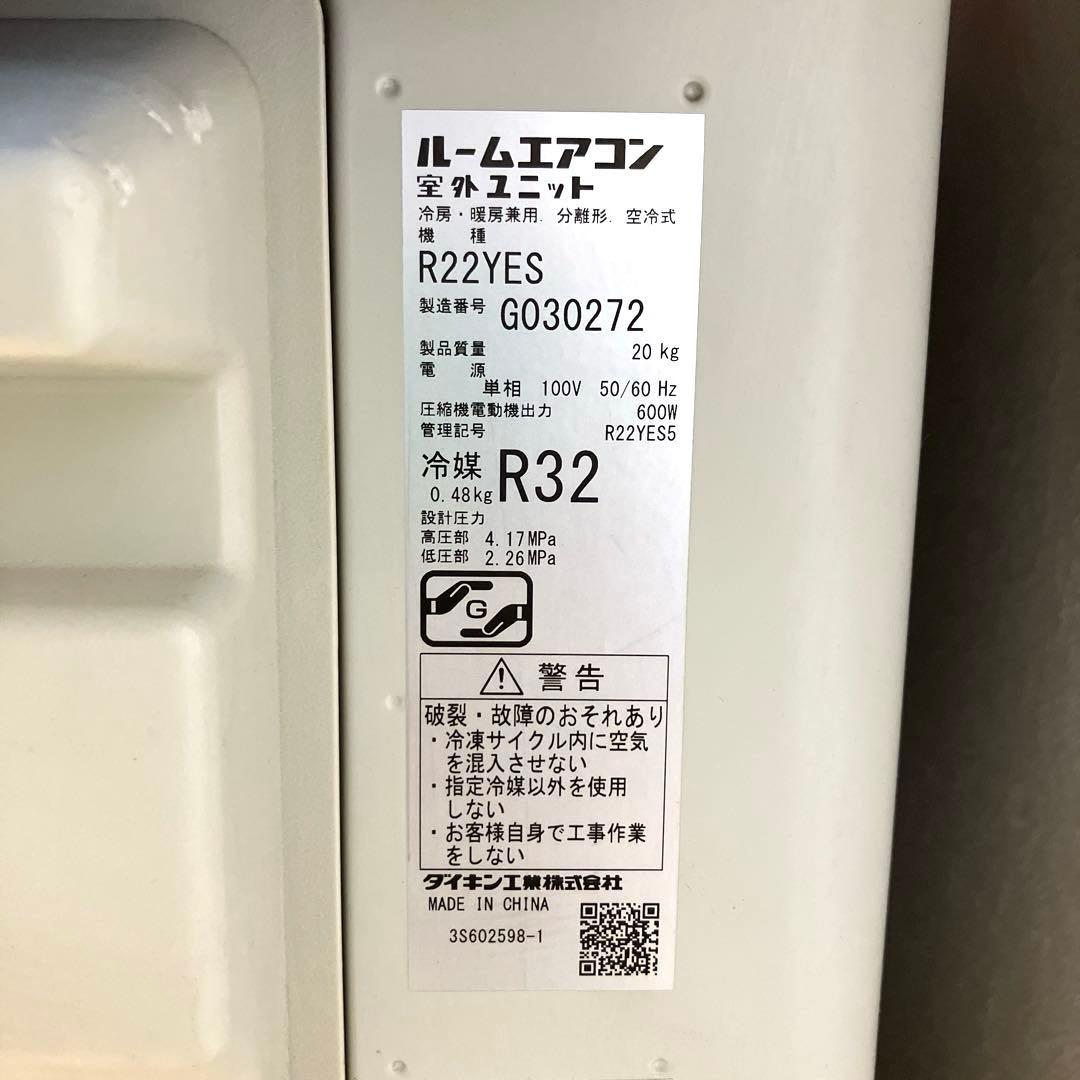 ルームエアコン
室外ユニット
冷房・暖房兼用. 分離形. 空冷式
機　種
R22YES
製造番号 G030272
製品質量 20 kg
電　源
単相 100V 50/60 Hz
圧縮機電動機出力 600W
管理記号 R22YES5
冷媒 R32
0.48kg
設計圧力
高圧部 4.17MPa
低圧部 2.26MPa
G
警告
破裂・故障のおそれあり
・冷凍サイクル内に空気
を混入させない
・指定冷媒以外を使用
しない
・お客様自身で工事作業
をしない
ダイキン工業株式会社
MADE IN CHINA
3S602598-1